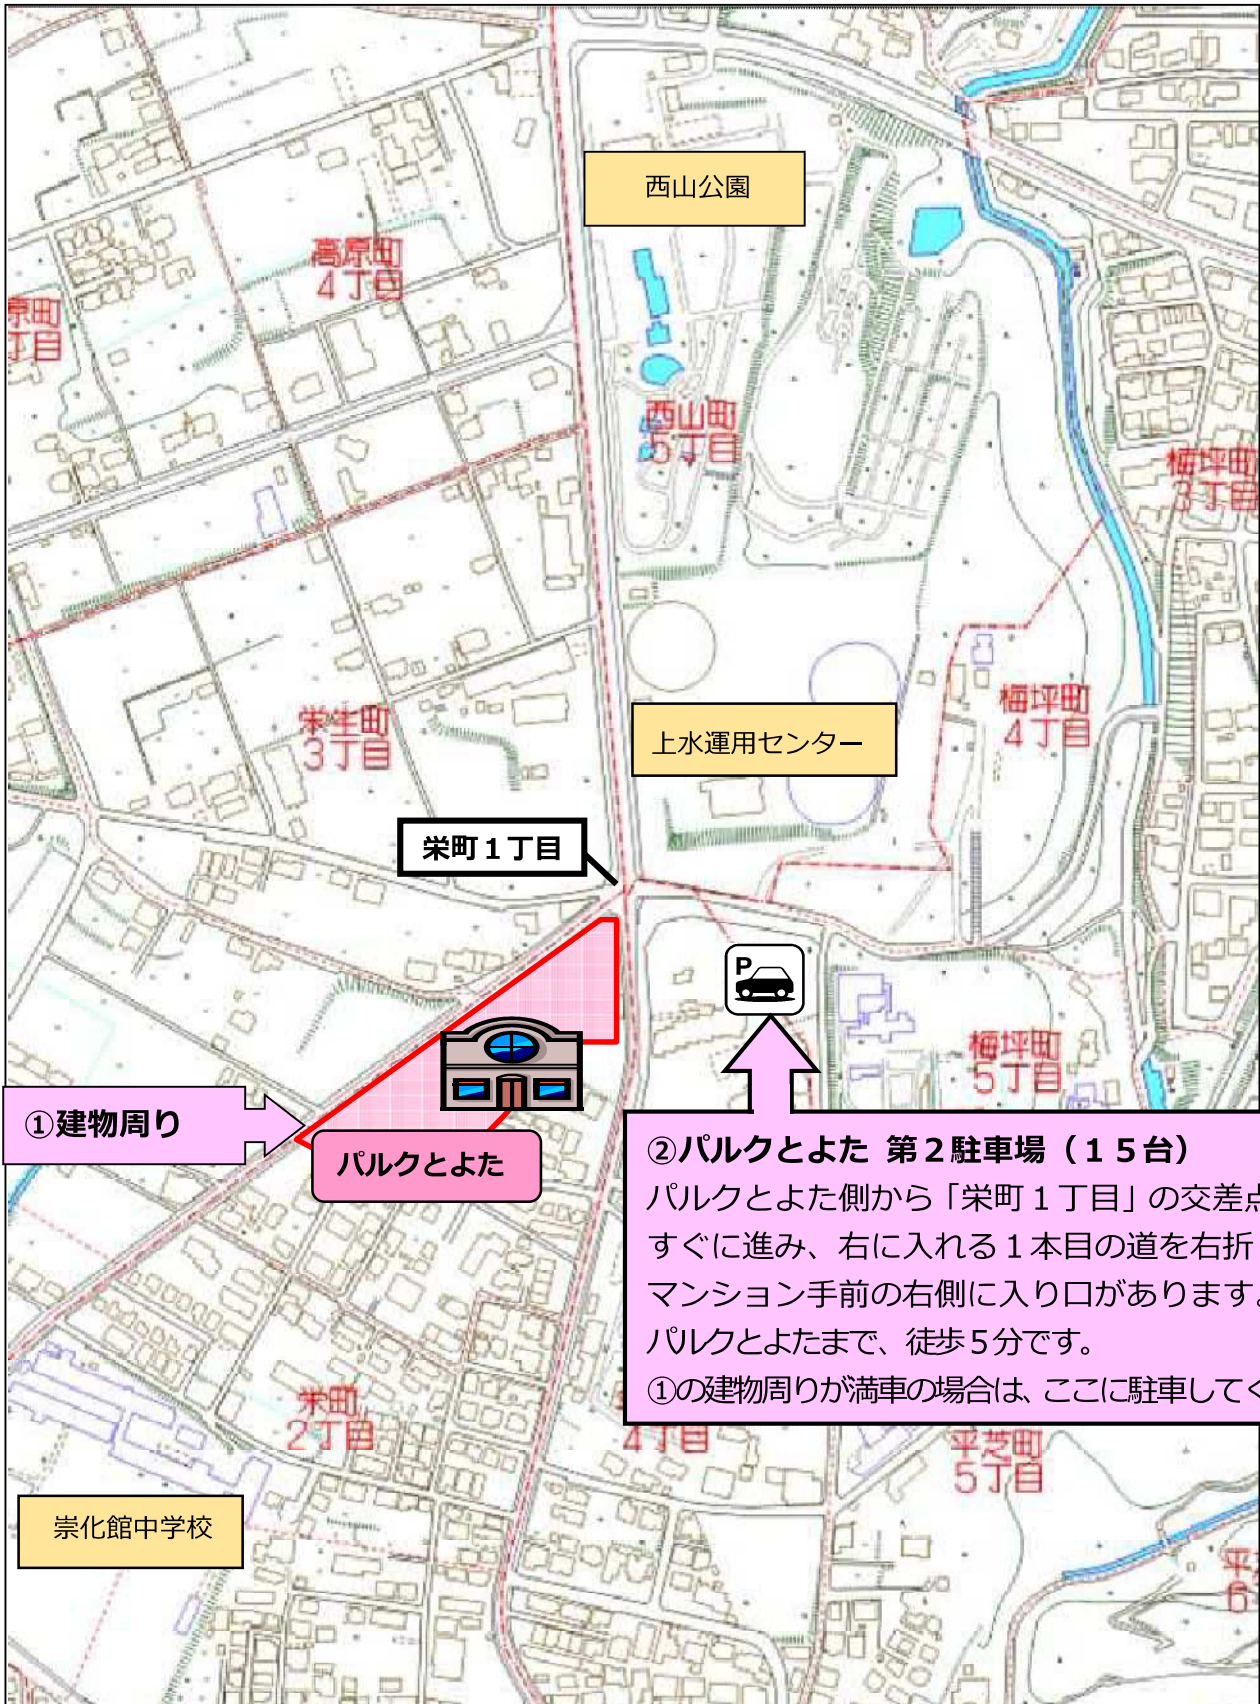 西山公園
高原町
4丁目
原町
丁目
西山町
5丁目
梅坪町
3丁目
栄生町
3丁目
上水運用センター
梅坪町
4丁目
栄町１丁目
P
梅坪町
5丁目
①建物周り
パルクとよた
②パルクとよた 第２駐車場（１５台）
パルクとよた側から「栄町１丁目」の交差点
すぐに進み、右に入れる１本目の道を右折
マンション手前の右側に入り口があります。
パルクとよたまで、徒歩５分です。
①の建物周りが満車の場合は、ここに駐車してく
栄町
2丁目
4丁目
平芝町
5丁目
崇化館中学校
平
6